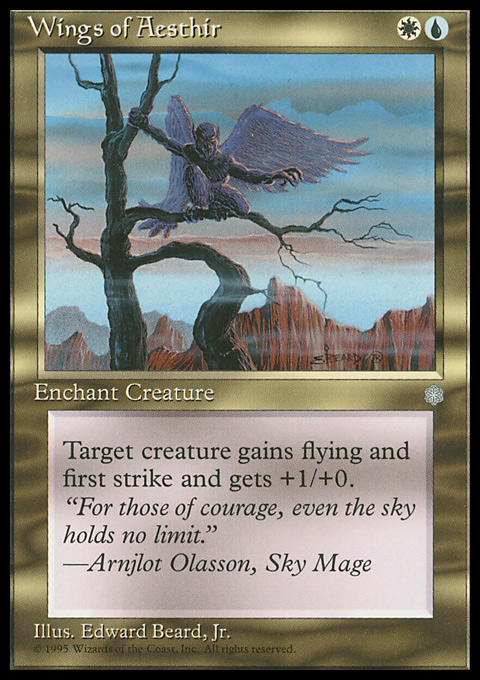 Wings of Aesthir
E BEARD JR
Enchant Creature
Target creature gains flying and
first strike and gets +1/+0.
“For those of courage, even the sky
holds no limit.”
—Arnjlot Olasson, Sky Mage
Illus. Edward Beard, Jr.
© 1995 Wizards of the Coast, Inc. All rights reserved.